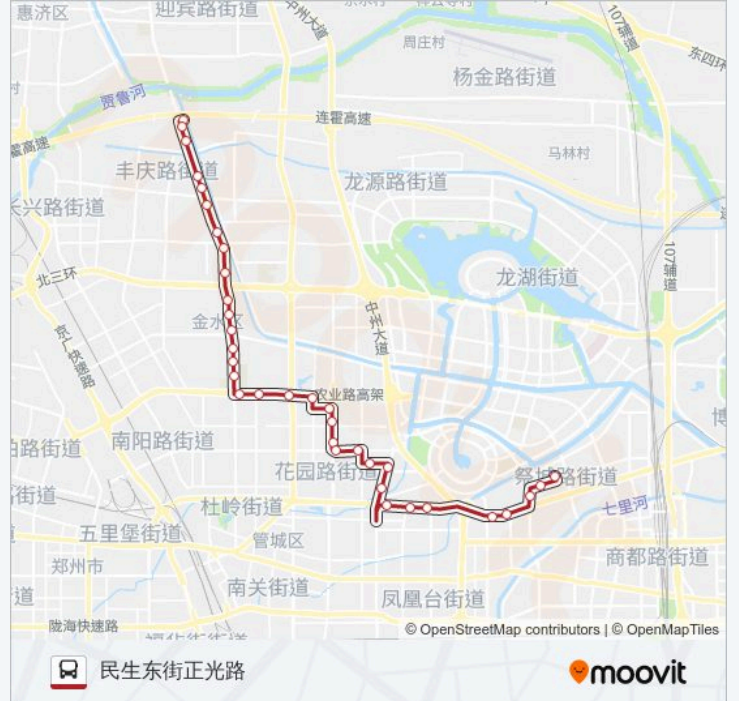 惠济区
迎宾路街道
中州大道
107辅道
周庄村
东四环
杨金路街道
贾鲁河
连霍高速
霍高速
马林村
丰庆路街道
龙源路街道
长兴路街道
107辅道
北三环
龙湖街道
中州大道
金水区
京广快速路
农业路高架
南阳路街道
花园路街道
祭城路街道
杜岭街道
七里河
五里堡街道
管城区
商都路街道
郑州市
南关街道
凤凰台街道
陇海快速路
© OpenStreetMap contributors | © OpenMapTiles
民生东街正光路
moovit